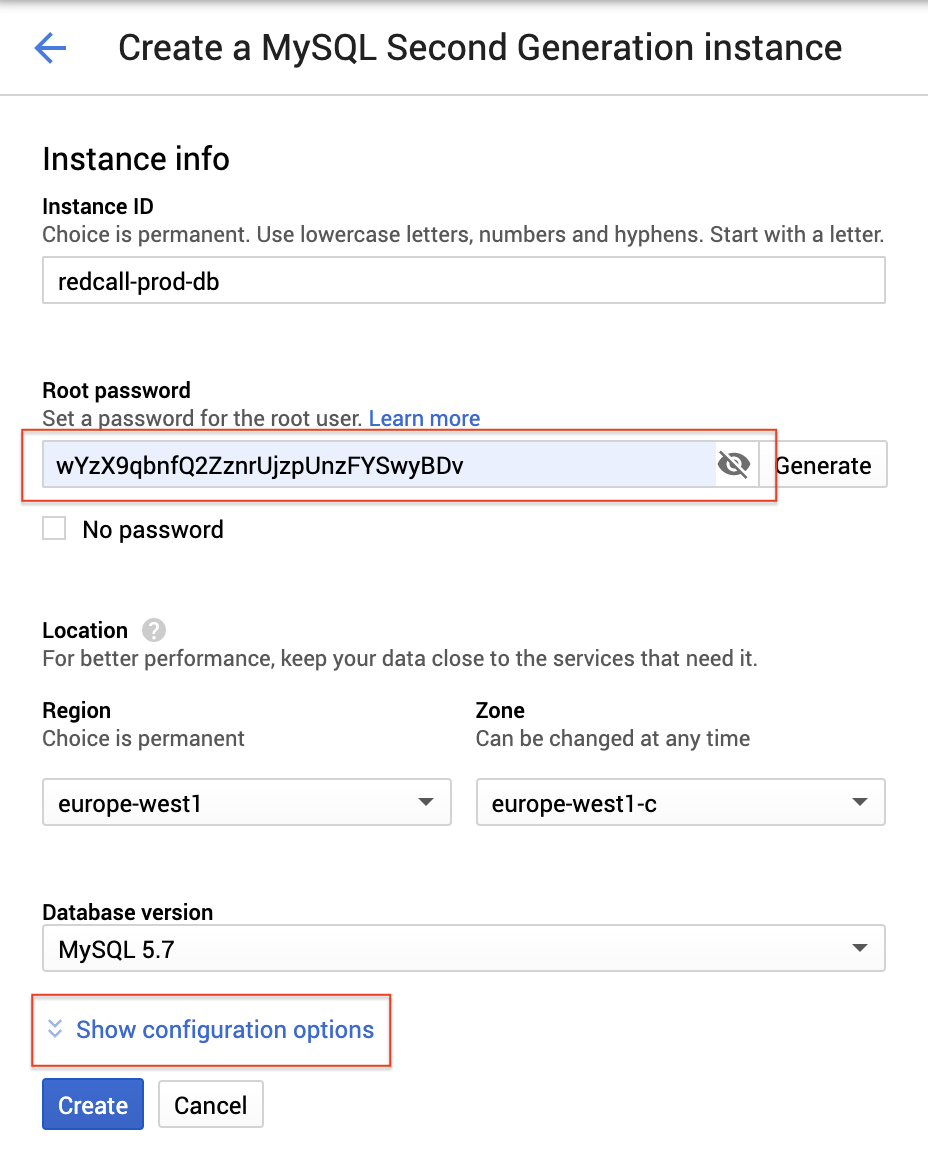 Create a MySQL Second Generation instance
Instance info
Instance ID
Choice is permanent. Use lowercase letters, numbers and hyphens. Start with a letter.
redcall-prod-db
Root password
Set a password for the root user. Learn more
wYzX9qbnfQ2ZznrUjzpUnzFYSwyBDv
Generate
No password
Location ?
For better performance, keep your data close to the services that need it.
Region
Choice is permanent
Zone
Can be changed at any time
europe-west1
europe-west1-c
Database version
MySQL 5.7
Show configuration options
Create
Cancel